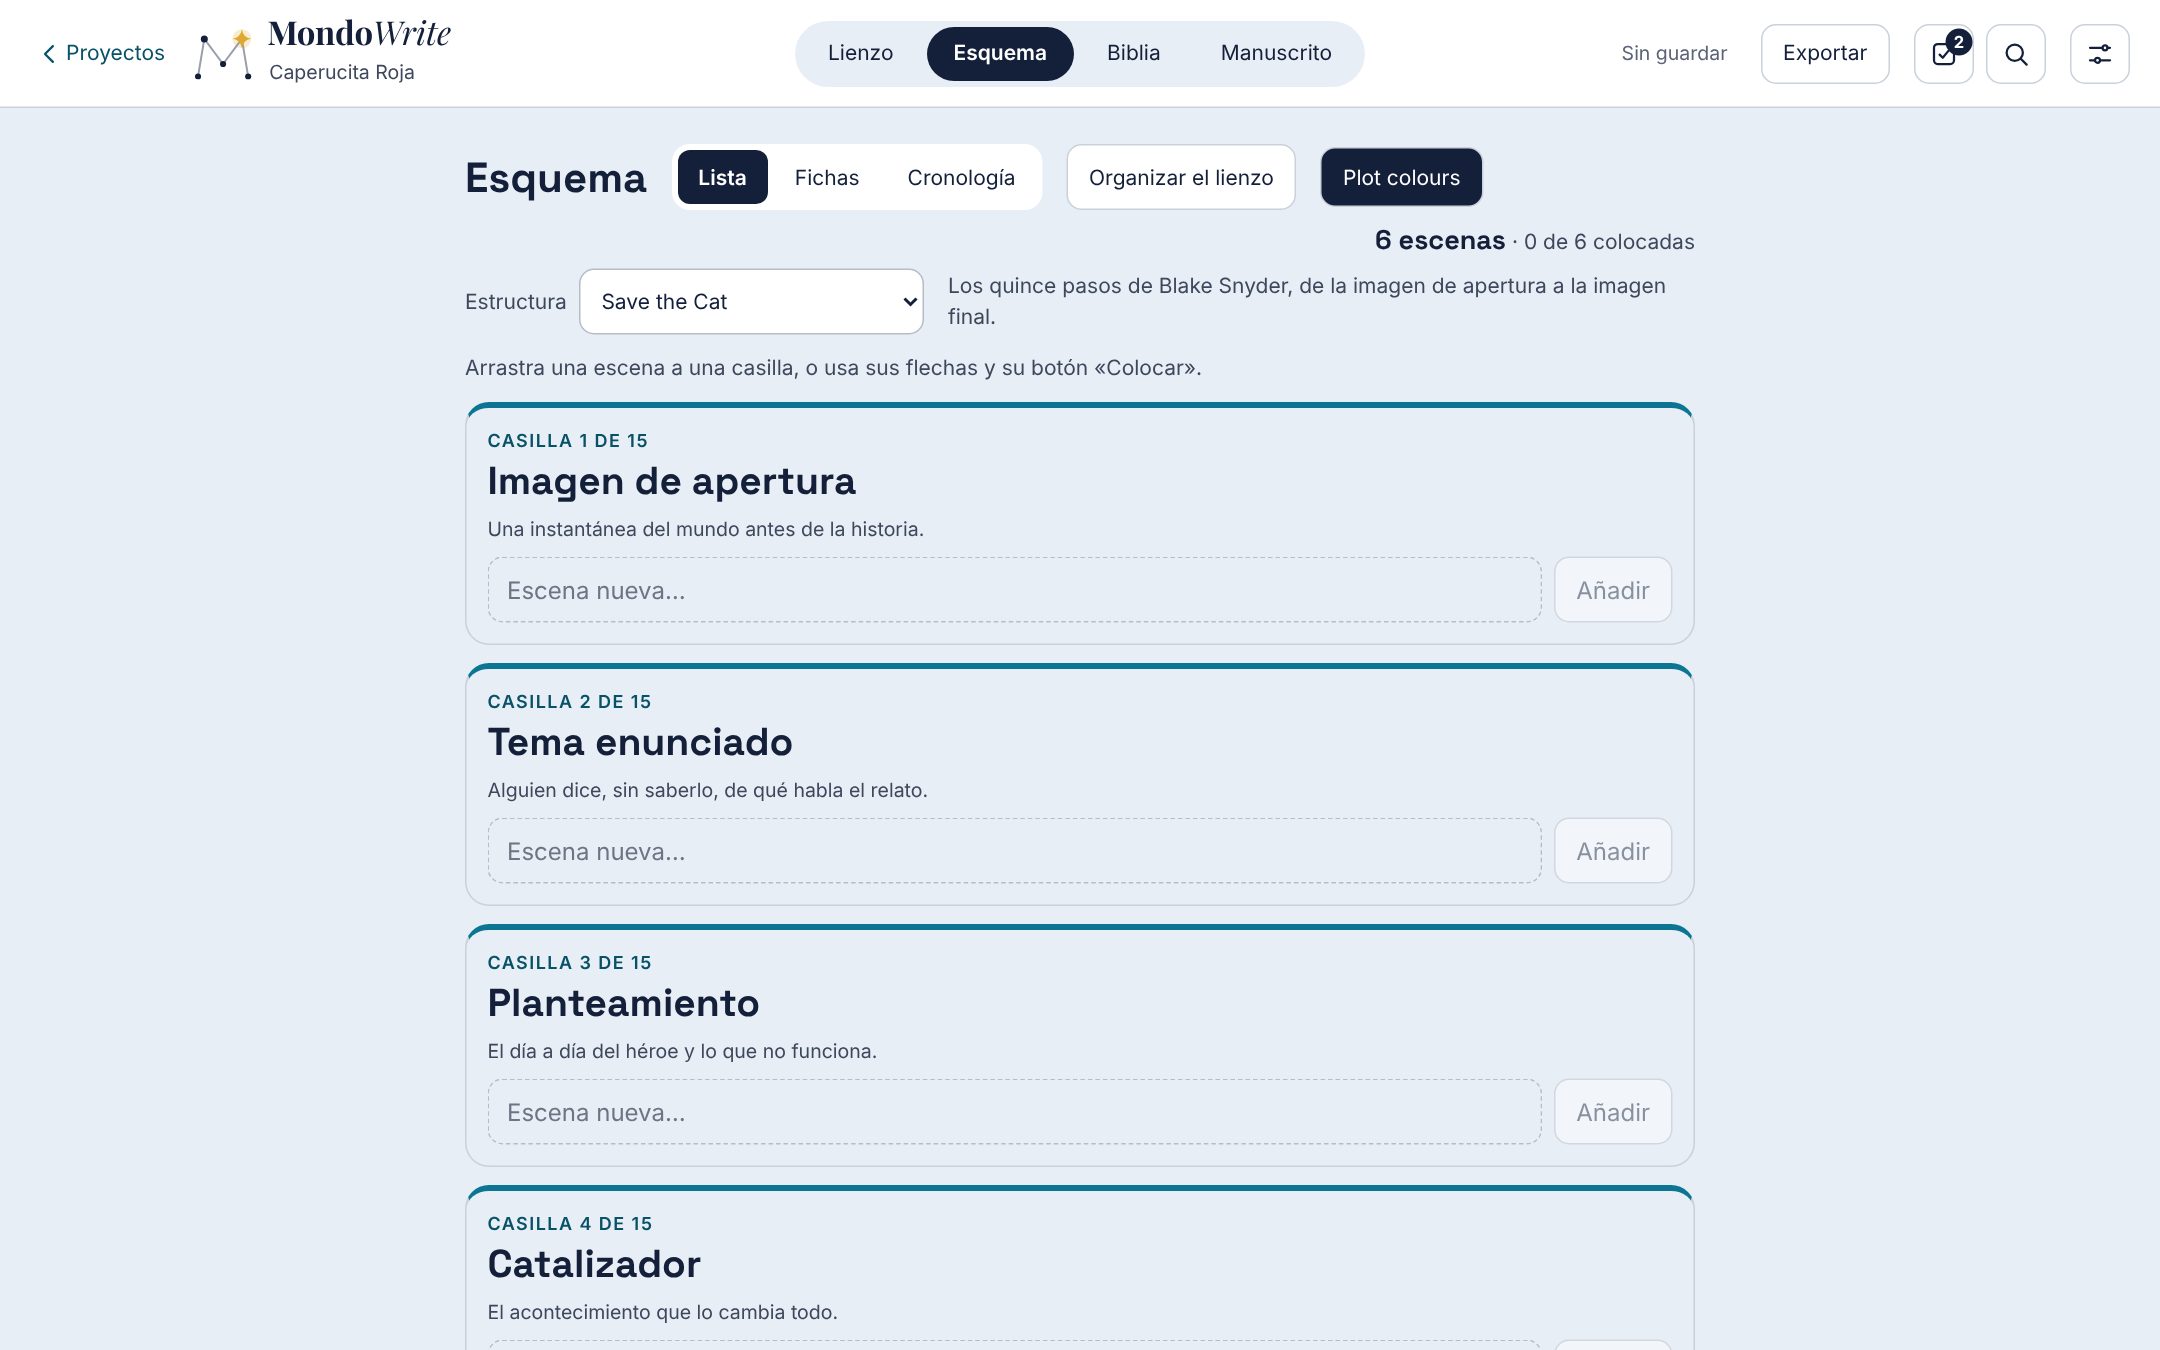 Proyectos
MondoWrite
Caperucita Roja
Lienzo
Esquema
Biblia
Manuscrito
Sin guardar
Exportar
2
Esquema
Lista
Fichas
Cronología
Organizar el lienzo
Plot colours
6 escenas · 0 de 6 colocadas
Estructura
Save the Cat
Los quince pasos de Blake Snyder, de la imagen de apertura a la imagen
final.
Arrastra una escena a una casilla, o usa sus flechas y su botón «Colocar».
CASILLA 1 DE 15
Imagen de apertura
Una instantánea del mundo antes de la historia.
Escena nueva...
Añadir
CASILLA 2 DE 15
Tema enunciado
Alguien dice, sin saberlo, de qué habla el relato.
Escena nueva...
Añadir
CASILLA 3 DE 15
Planteamiento
El día a día del héroe y lo que no funciona.
Escena nueva...
Añadir
CASILLA 4 DE 15
Catalizador
El acontecimiento que lo cambia todo.